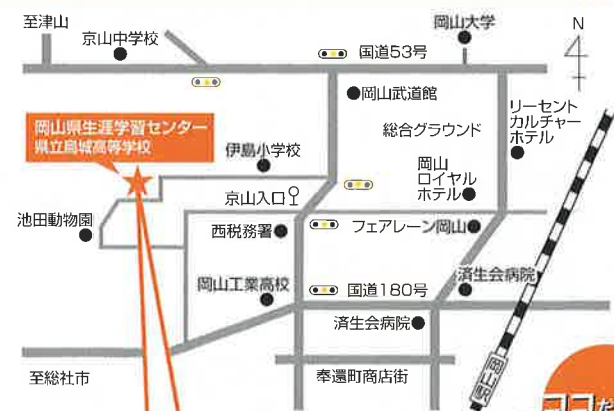 至津山
京山中学校
国道53号
岡山大学
N
岡山武道館
総合グラウンド
リーセント
カルチャー
ホテル
岡山県生涯学習センター
県立烏城高等学校
伊島小学校
岡山
ロイヤル
ホテル
京山入口
池田動物園
西税務署
フェアレーン岡山
岡山工業高校
国道180号
済生会病院
済生会病院
至総社市
奉還町商店街
岡山駅
ココな